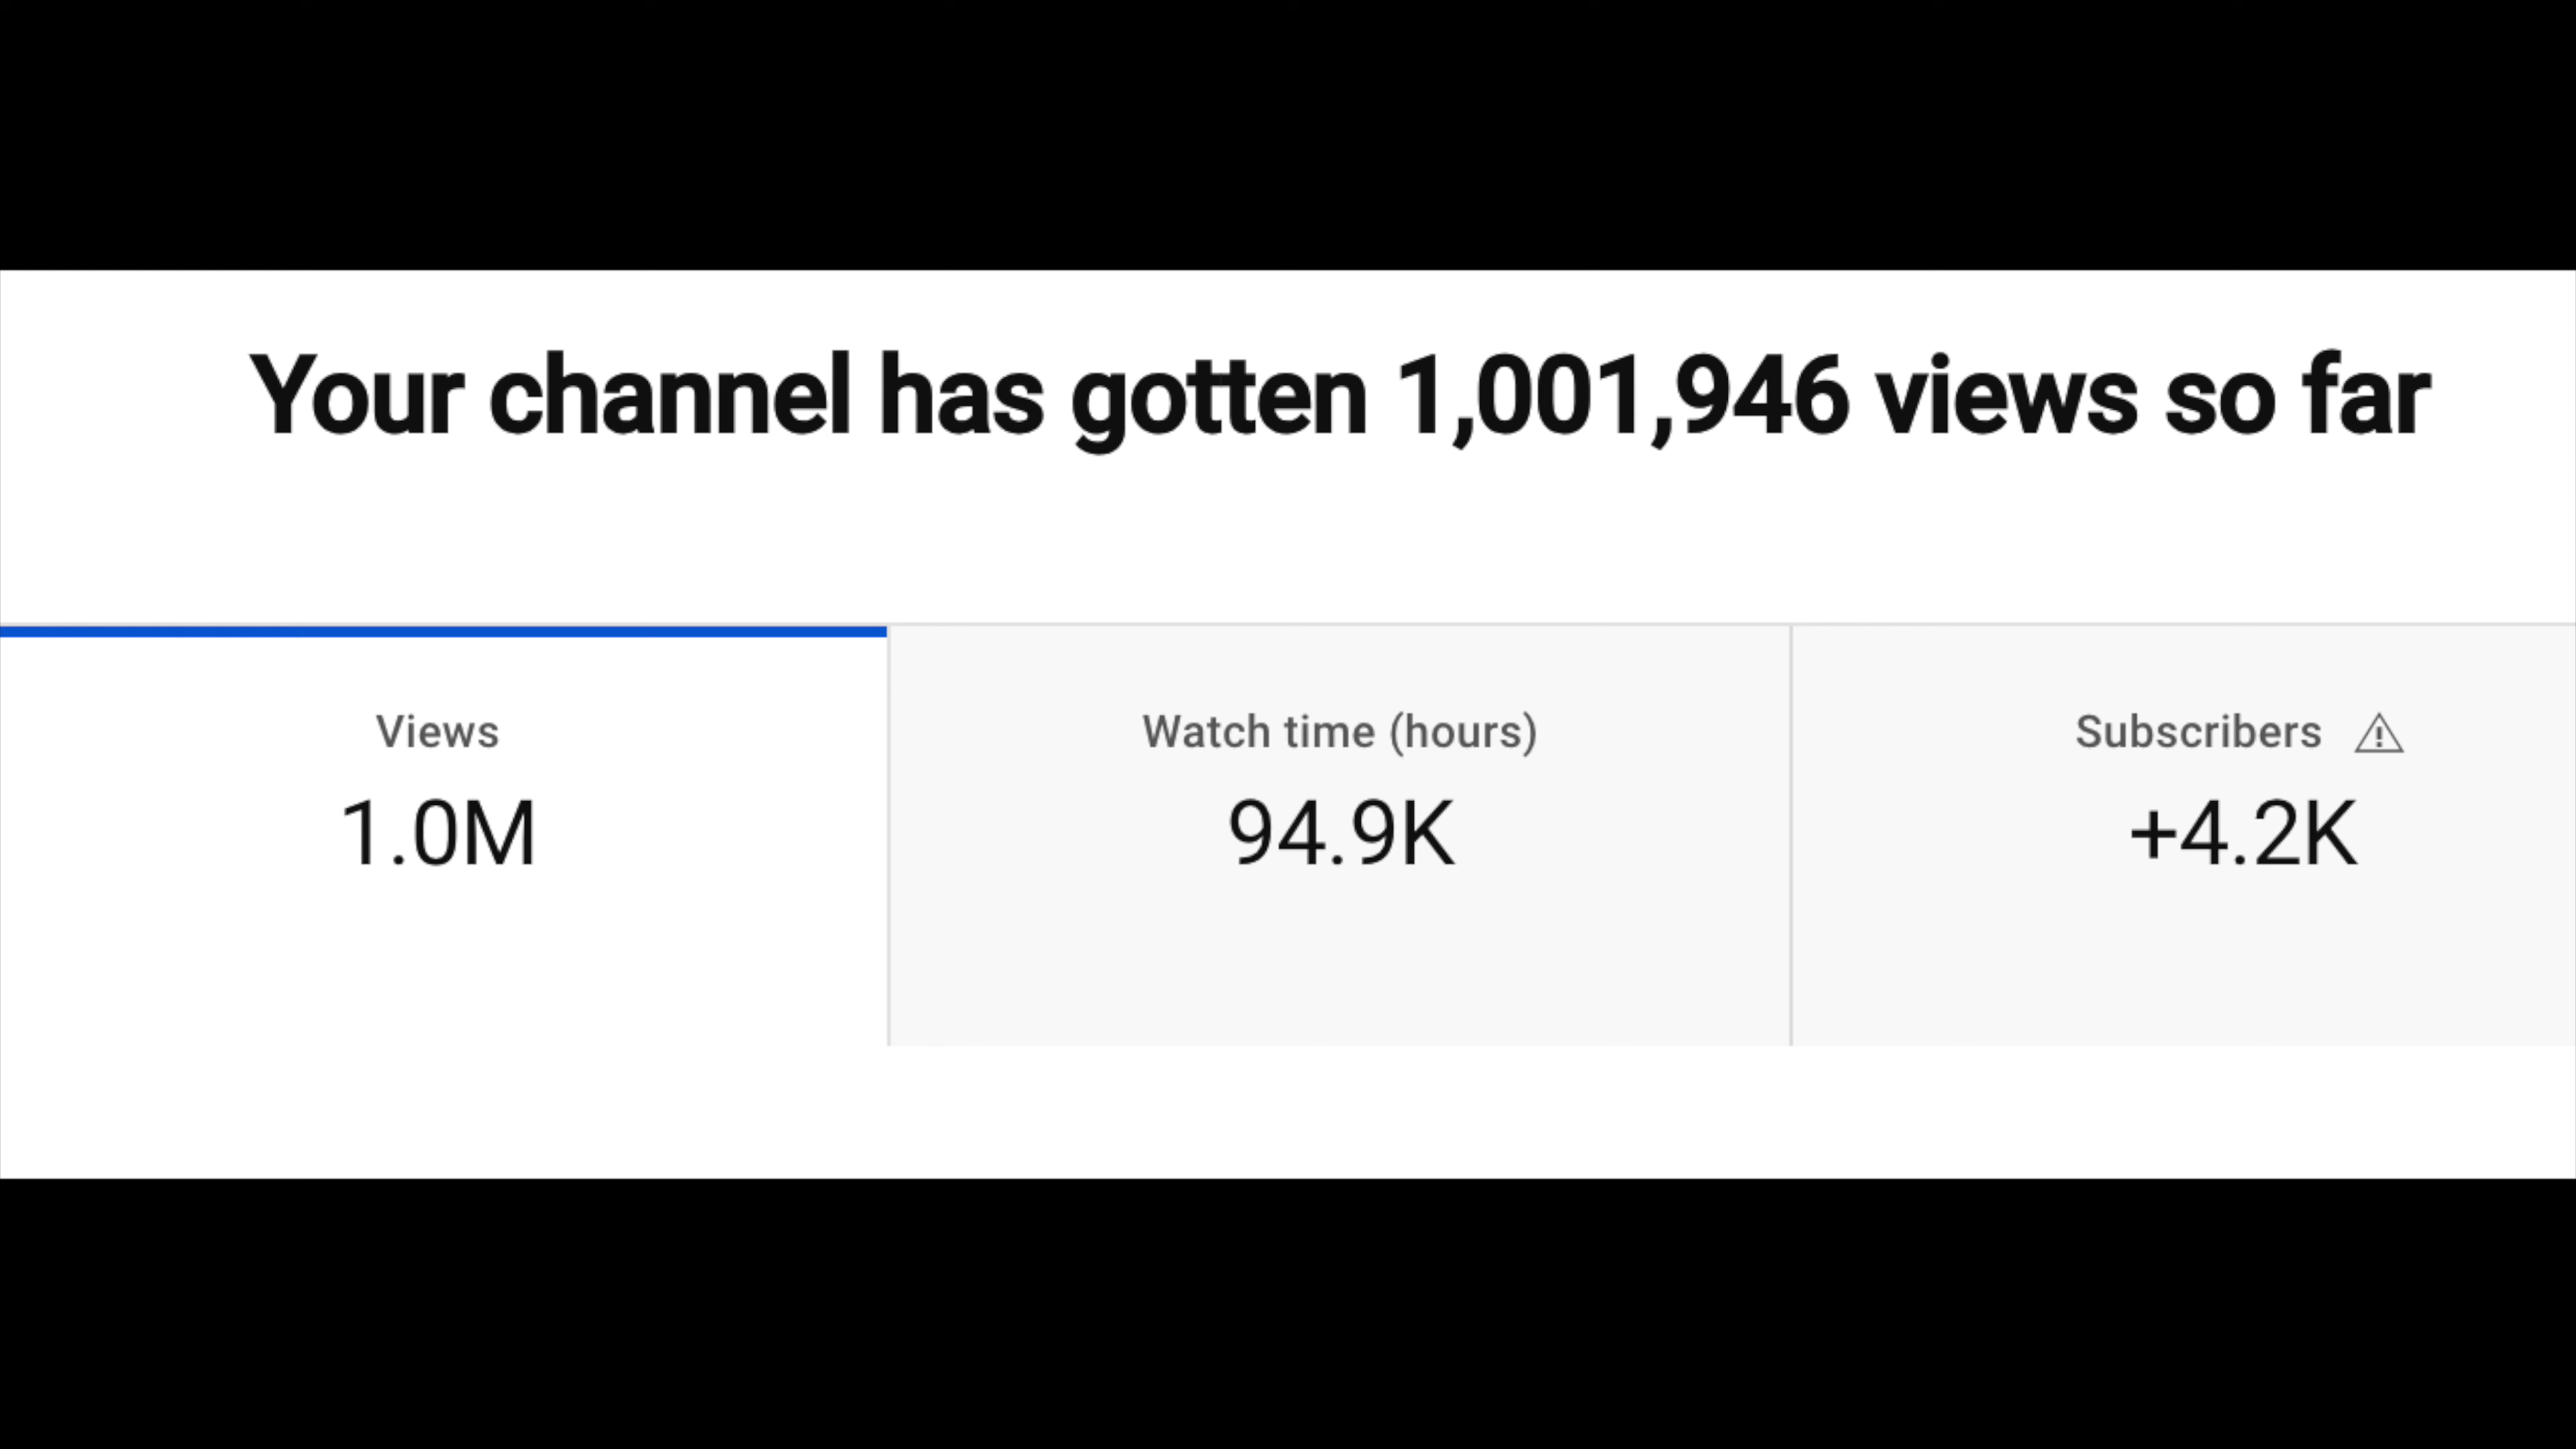 Your channel has gotten 1,001,946 views so far
Views
1.0M
Watch time (hours)
94.9K
Subscribers
+4.2K